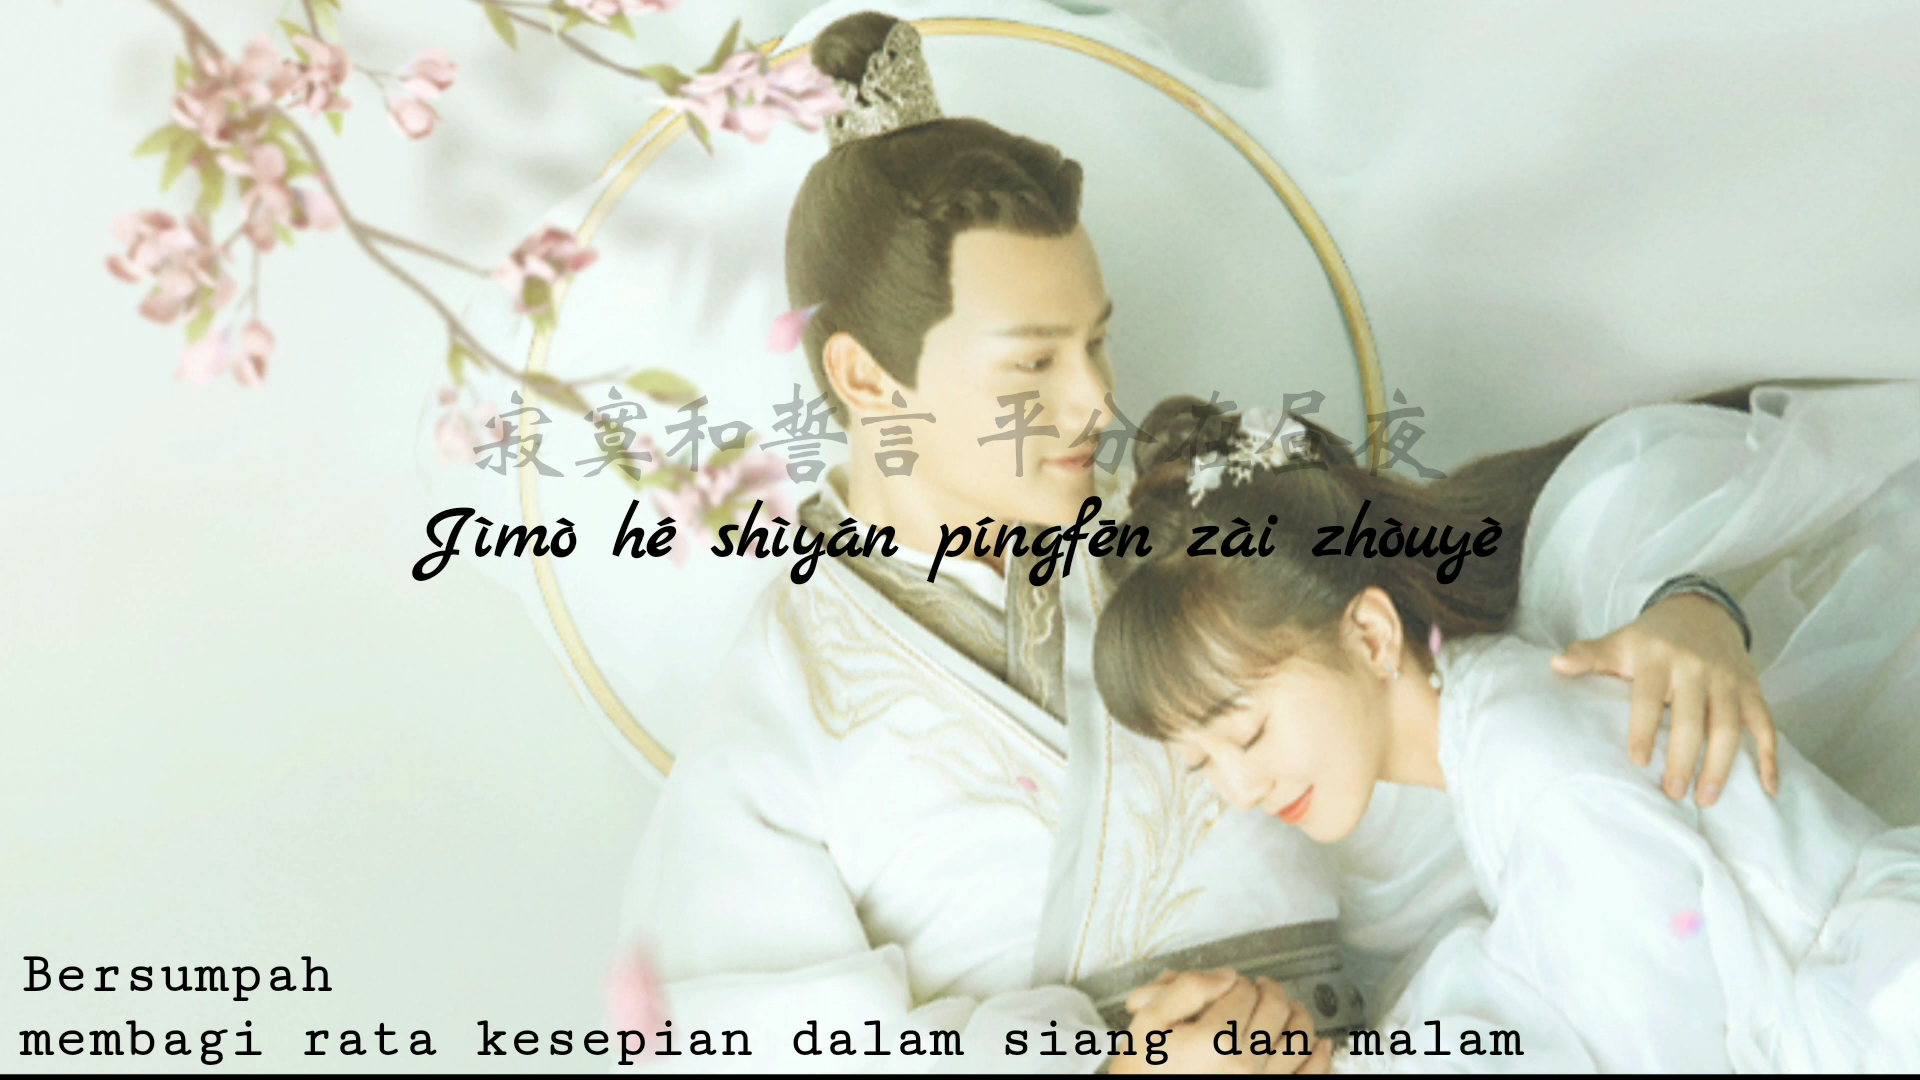 寂寞和誓言 平分在昼夜
Jìmò hé shìyán píngfēn zài zhòuyè
Bersumpah
membagi rata kesepian dalam siang dan malam